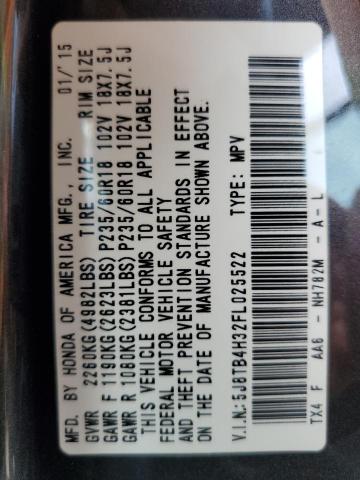 MFD. BY HONDA OF AMERICA MFG., INC. 01/'15
GVWR 2260KG(4982LBS) TIRE SIZE RIM SIZE
GAWR F 1190KG(2623LBS) P235/60R18 102V 18X7.5J
GAWR R 1080KG(2381LBS) P235/60R18 102V 18X7.5J
THIS VEHICLE CONFORMS TO ALL APPLICABLE
FEDERAL MOTOR VEHICLE SAFETY
AND THEFT PREVENTION STANDARDS IN EFFECT
ON THE DATE OF MANUFACTURE SHOWN ABOVE.
V.I.N.:5J8TB4H32FL025522 TYPE: MPV
TX4 F AA6 - NH782M - A - L